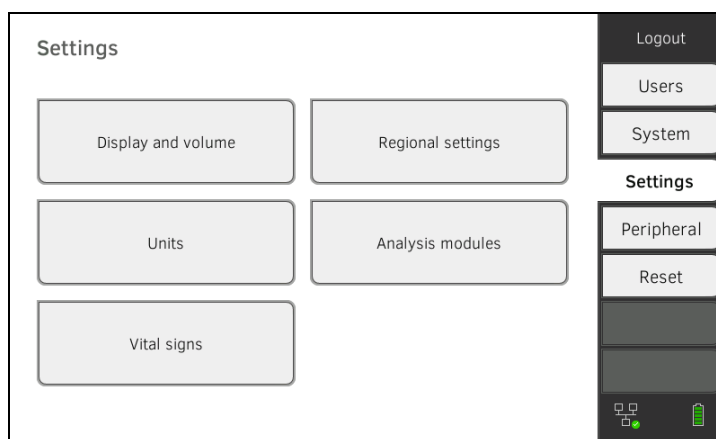 Settings
Display and volume
Regional settings
Units
Analysis modules
Vital signs
Logout
Users
System
Settings
Peripheral
Reset